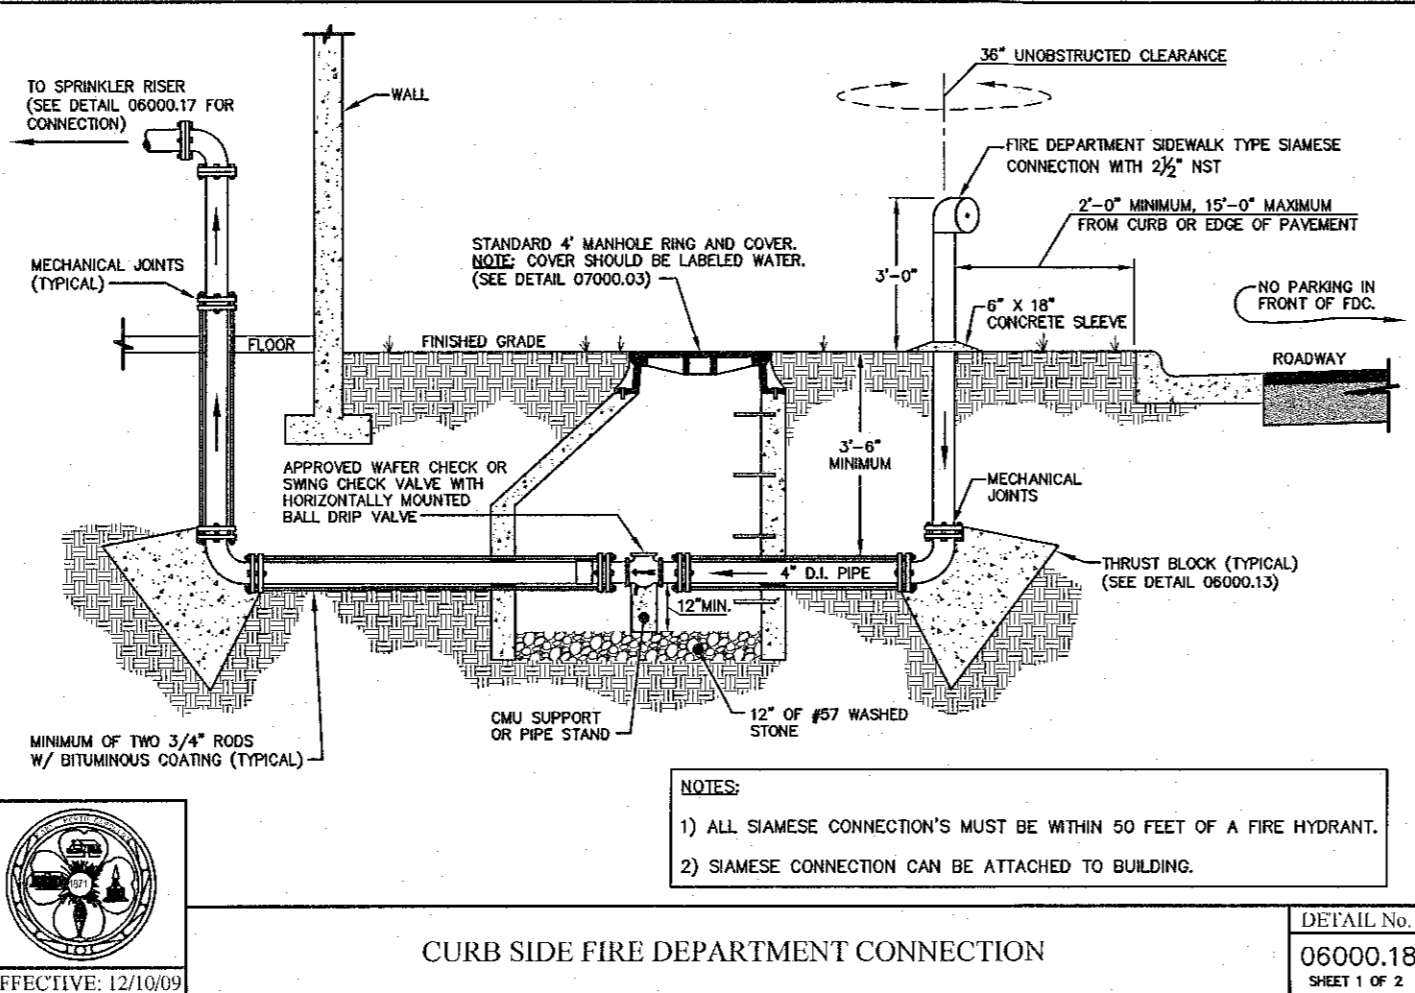 36" UNOBSTRUCTED CLEARANCE
TO SPRINKLER RISER
(SEE DETAIL 06000.17 FOR
CONNECTION)
WALL
FIRE DEPARTMENT SIDEWALK TYPE SIAMESE
CONNECTION WITH 2½" NST
2'-0" MINIMUM, 15'-0" MAXIMUM
FROM CURB OR EDGE OF PAVEMENT
STANDARD 4' MANHOLE RING AND COVER.
NOTE: COVER SHOULD BE LABELED WATER.
(SEE DETAIL 07000.03)
MECHANICAL JOINTS
(TYPICAL)
3'-0"
NO PARKING IN
FRONT OF FDC.
6" X 18"
CONCRETE SLEEVE
FLOOR
FINISHED GRADE
ROADWAY
3'-6"
MINIMUM
APPROVED WAFER CHECK OR
SWING CHECK VALVE WITH
HORIZONTALLY MOUNTED
BALL DRIP VALVE
MECHANICAL
JOINTS
THRUST BLOCK (TYPICAL)
(SEE DETAIL 06000.13)
4" D.I. PIPE
12"MIN.
CMU SUPPORT
OR PIPE STAND
12" OF #57 WASHED
STONE
MINIMUM OF TWO 3/4" RODS
W/ BITUMINOUS COATING (TYPICAL)
NOTES:
1) ALL SIAMESE CONNECTION'S MUST BE WITHIN 50 FEET OF A FIRE HYDRANT.
2) SIAMESE CONNECTION CAN BE ATTACHED TO BUILDING.
1871
FFECTIVE: 12/10/09
CURB SIDE FIRE DEPARTMENT CONNECTION
DETAIL No.
06000.18
SHEET 1 OF 2